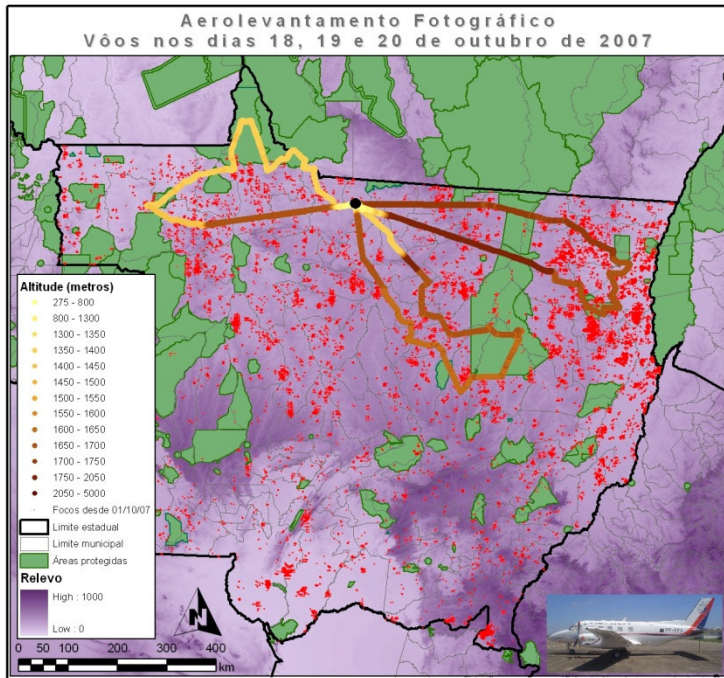 Aerolevantamento Fotográfico
Vôos nos dias 18, 19 e 20 de outubro de 2007
Altitude (metros)
275 - 800
800 - 1300
1300 - 1350
1350 - 1400
1400 - 1450
1450 - 1500
1500 - 1550
1550 - 1600
1600 - 1650
1650 - 1700
1700 - 1750
1750 - 2050
2050 - 5000
Focos desde 01/10/07
Limite estadual
Limite municipal
Áreas protegidas
Relevo
High : 1000
Low : 0
N
50 100 200 300 400
km